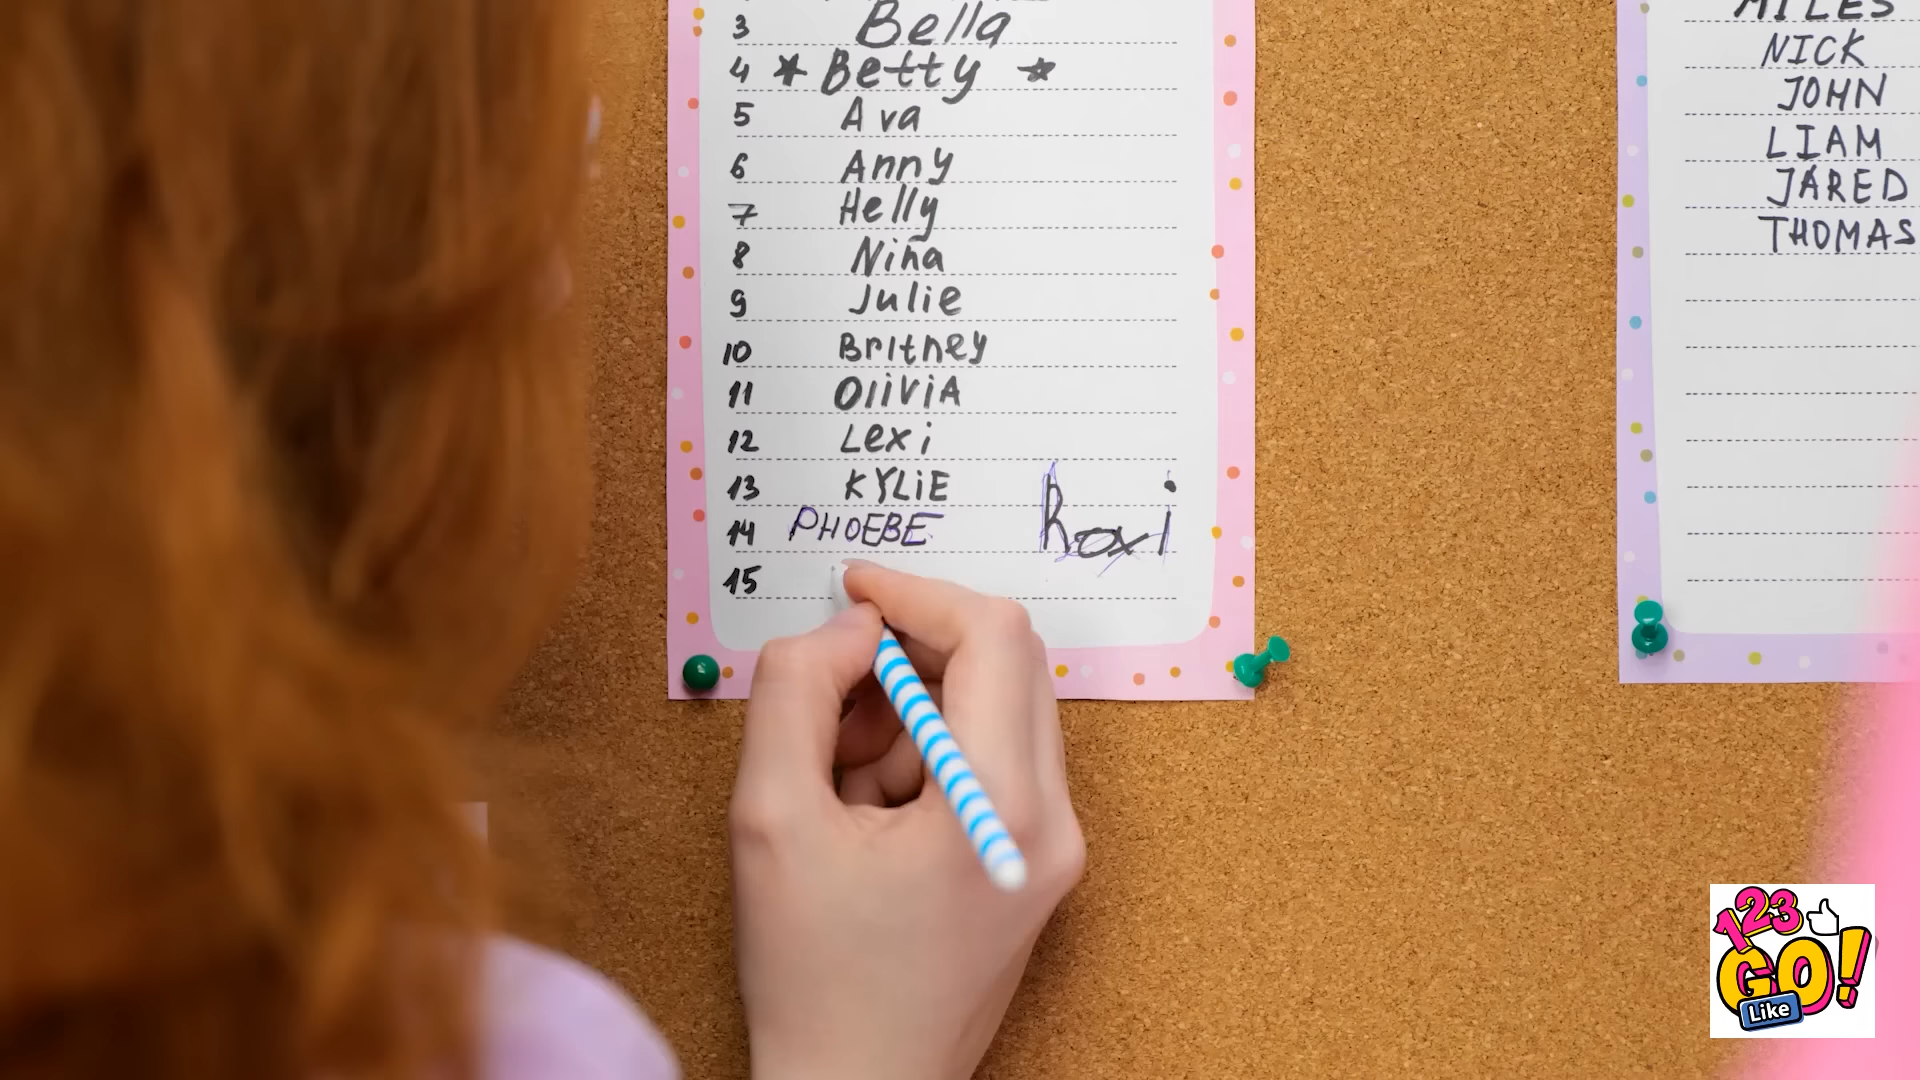 3 Bella
4 * Betty *
5 Ava
6 Anny
7 Helly
8 Nina
9 Julie
10 Britney
11 OliviA
12 Lexi
13 KYLiE
14 PHOEBE Roxi
15
MILES
NICK
JOHN
LIAM
JARED
THOMAS
123
GO!
Like